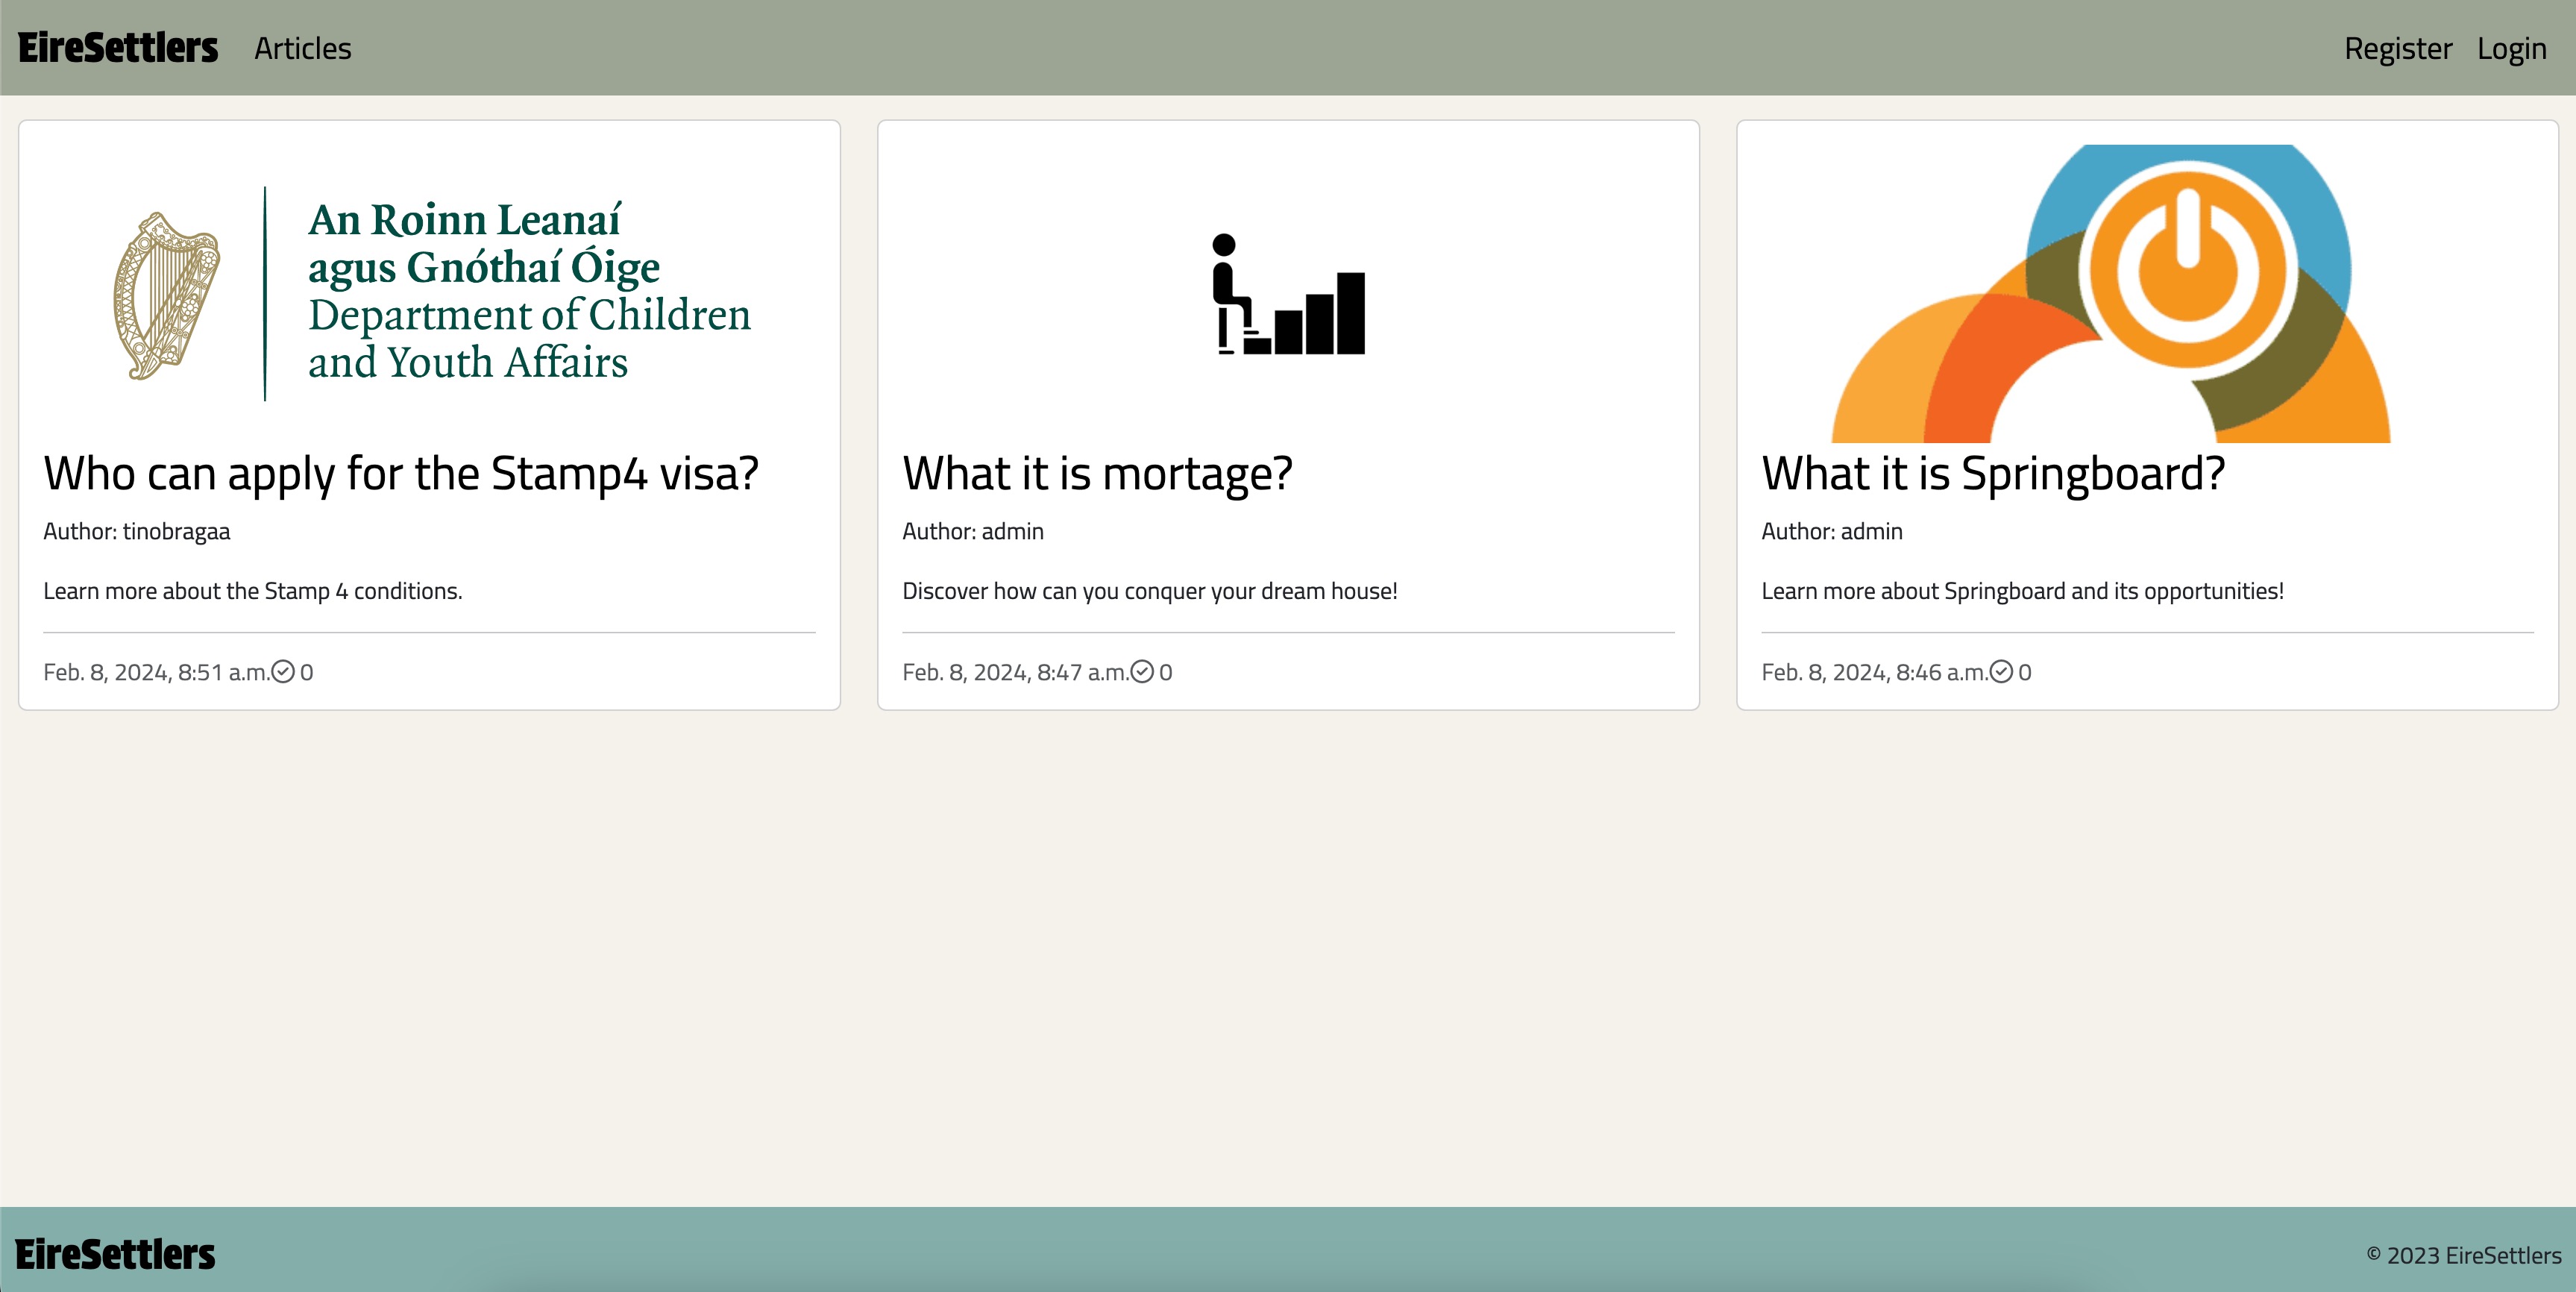 EireSettlers Articles Register Login
An Roinn Leanaí
agus Gnóthaí Óige
Department of Children
and Youth Affairs
Who can apply for the Stamp4 visa?
Author: tinobragaa
Learn more about the Stamp 4 conditions.
Feb. 8, 2024, 8:51 a.m. 0
What it is mortage?
Author: admin
Discover how can you conquer your dream house!
Feb. 8, 2024, 8:47 a.m. 0
What it is Springboard?
Author: admin
Learn more about Springboard and its opportunities!
Feb. 8, 2024, 8:46 a.m. 0
EireSettlers
© 2023 EireSettlers